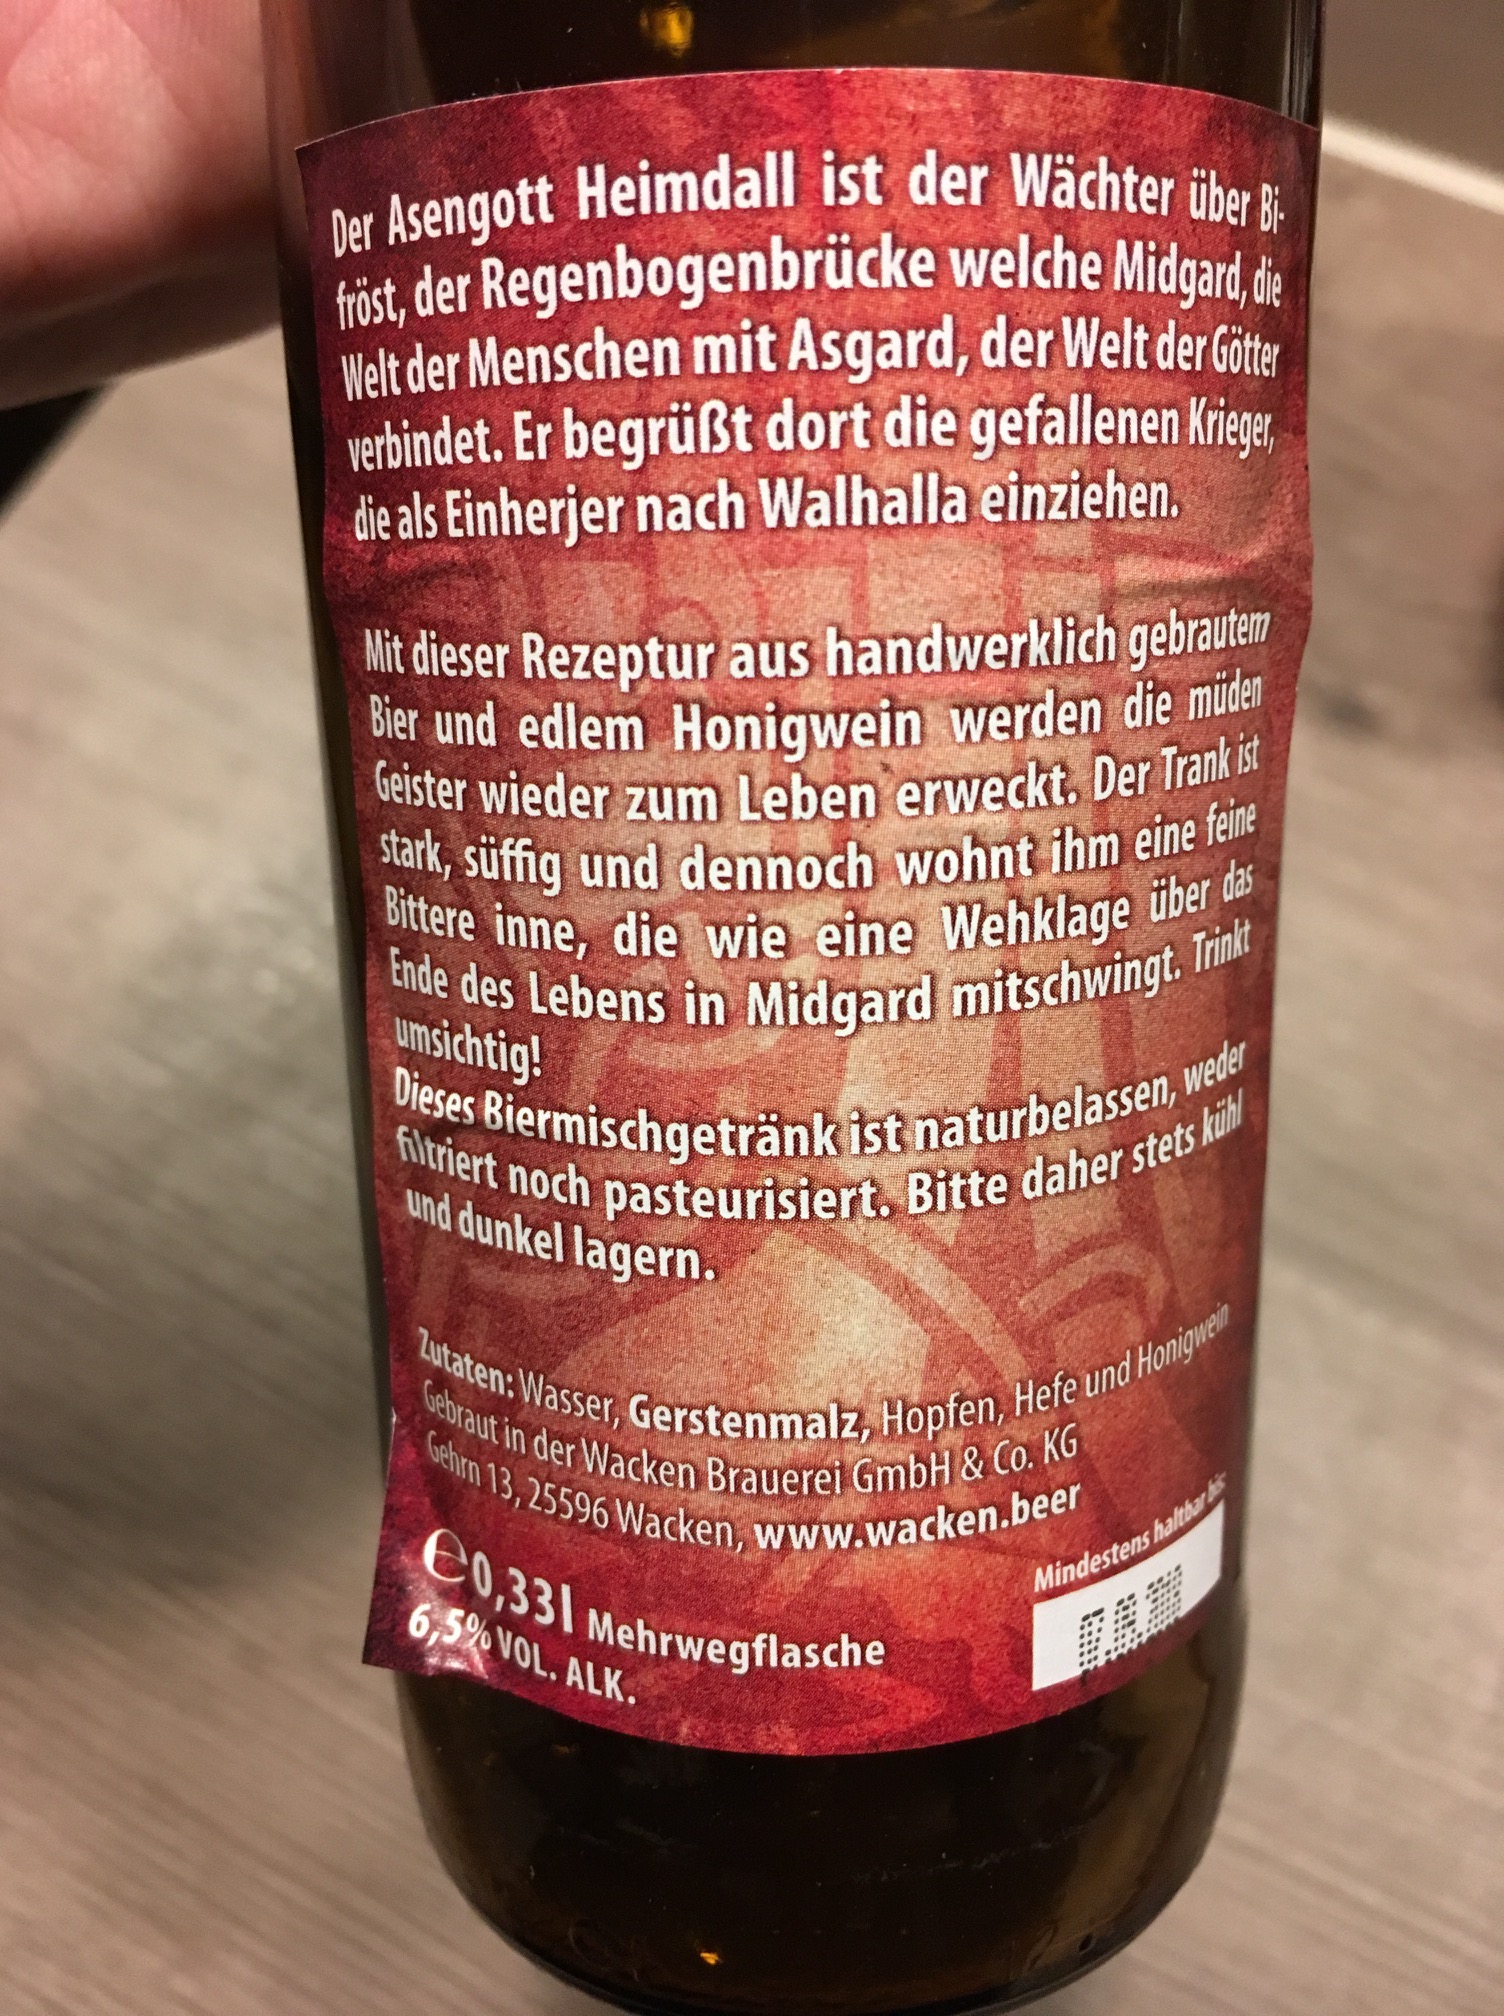 Der Asengott Heimdall ist der Wächter über Bi-
fröst, der Regenbogenbrücke welche Midgard, die
Welt der Menschen mit Asgard, der Welt der Götter
verbindet. Er begrüßt dort die gefallenen Krieger,
die als Einherjer nach Walhalla einziehen.
Mit dieser Rezeptur aus handwerklich gebrautem
Bier und edlem Honigwein werden die müden
Geister wieder zum Leben erweckt. Der Trank ist
stark, süffig und dennoch wohnt ihm eine feine
Bittere inne, die wie eine Wehklage über das
Ende des Lebens in Midgard mitschwingt. Trinkt
umsichtig!
Dieses Biermischgetränk ist naturbelassen, weder
filtriert noch pasteurisiert. Bitte daher stets kühl
und dunkel lagern.
Zutaten: Wasser, Gerstenmalz, Hopfen, Hefe und Honigwein
Gebraut in der Wacken Brauerei GmbH & Co. KG
Gehrn 13, 25596 Wacken, www.wacken.beer
Mindestens haltbar bis:
℮0,33l Mehrwegflasche
6,5% VOL. ALK.